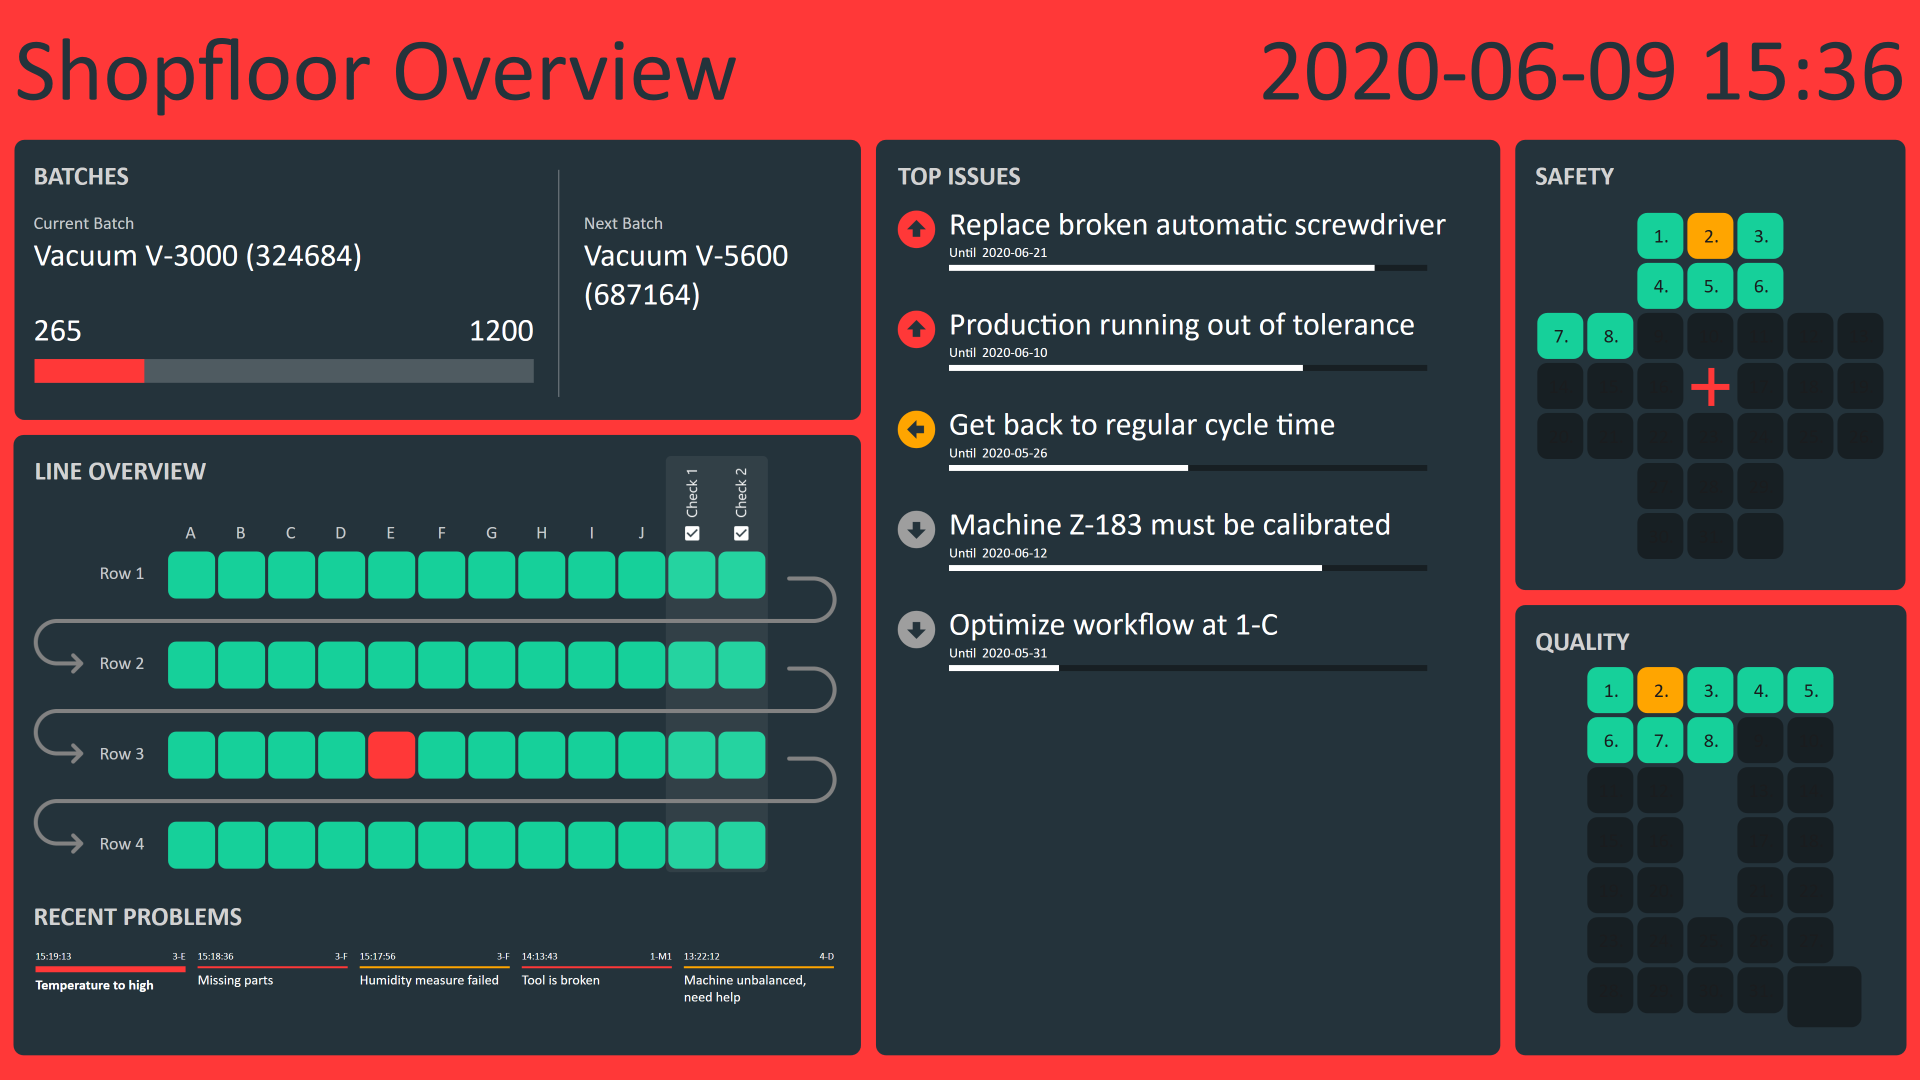 Shopfloor Overview
2020-06-09 15:36
BATCHES
Current Batch
Vacuum V-3000 (324684)
265
1200
Next Batch
Vacuum V-5600
(687164)
LINE OVERVIEW
Check 1
Check 2
A B C D E F G H I J
Row 1
Row 2
Row 3
Row 4
RECENT PROBLEMS
15:19:13 3-E
Temperature to high
15:18:36 3-F
Missing parts
15:17:56 3-F
Humidity measure failed
14:13:43 1-M1
Tool is broken
13:22:12 4-D
Machine unbalanced,
need help
TOP ISSUES
Replace broken automatic screwdriver
Until 2020-06-21
Production running out of tolerance
Until 2020-06-10
Get back to regular cycle time
Until 2020-05-26
Machine Z-183 must be calibrated
Until 2020-06-12
Optimize workflow at 1-C
Until 2020-05-31
SAFETY
1. 2. 3.
4. 5. 6.
7. 8.
QUALITY
1. 2. 3. 4. 5.
6. 7. 8.